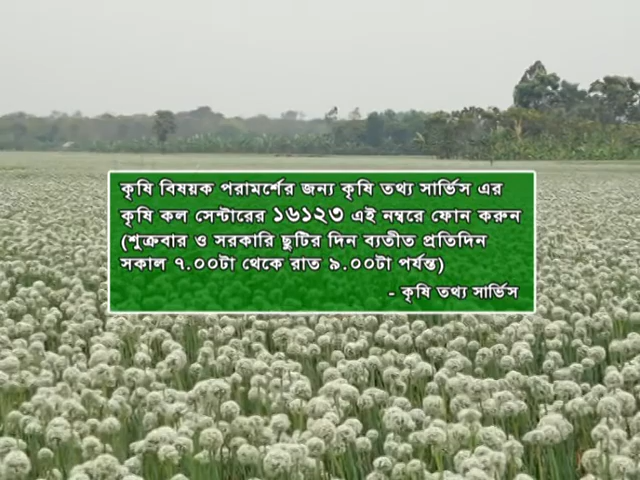 কৃষি বিষয়ক পরামর্শের জন্য কৃষি তথ্য সার্ভিস এর
কৃষি কল সেন্টারের ১৬১২৩ এই নম্বরে ফোন করুন
(শুক্রবার ও সরকারি ছুটির দিন ব্যতীত প্রতিদিন
সকাল ৭.০০টা থেকে রাত ৯.০০টা পর্যন্ত)
- কৃষি তথ্য সার্ভিস